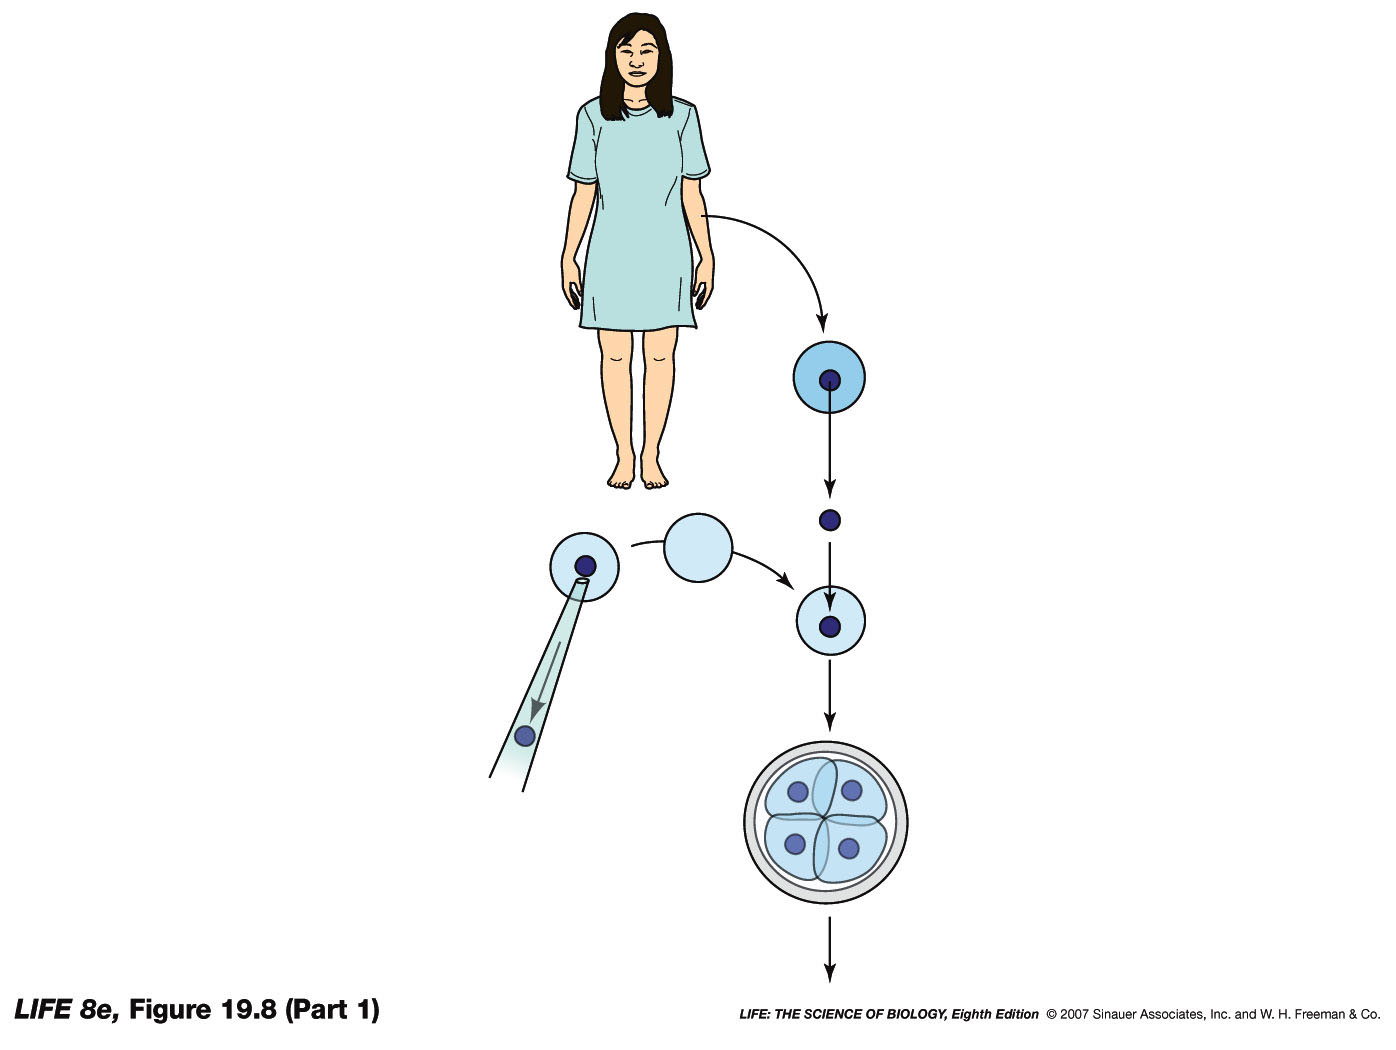 LIFE 8e, Figure 19.8 (Part 1)
LIFE: THE SCIENCE OF BIOLOGY, Eighth Edition © 2007 Sinauer Associates, Inc. and W. H. Freeman & Co.